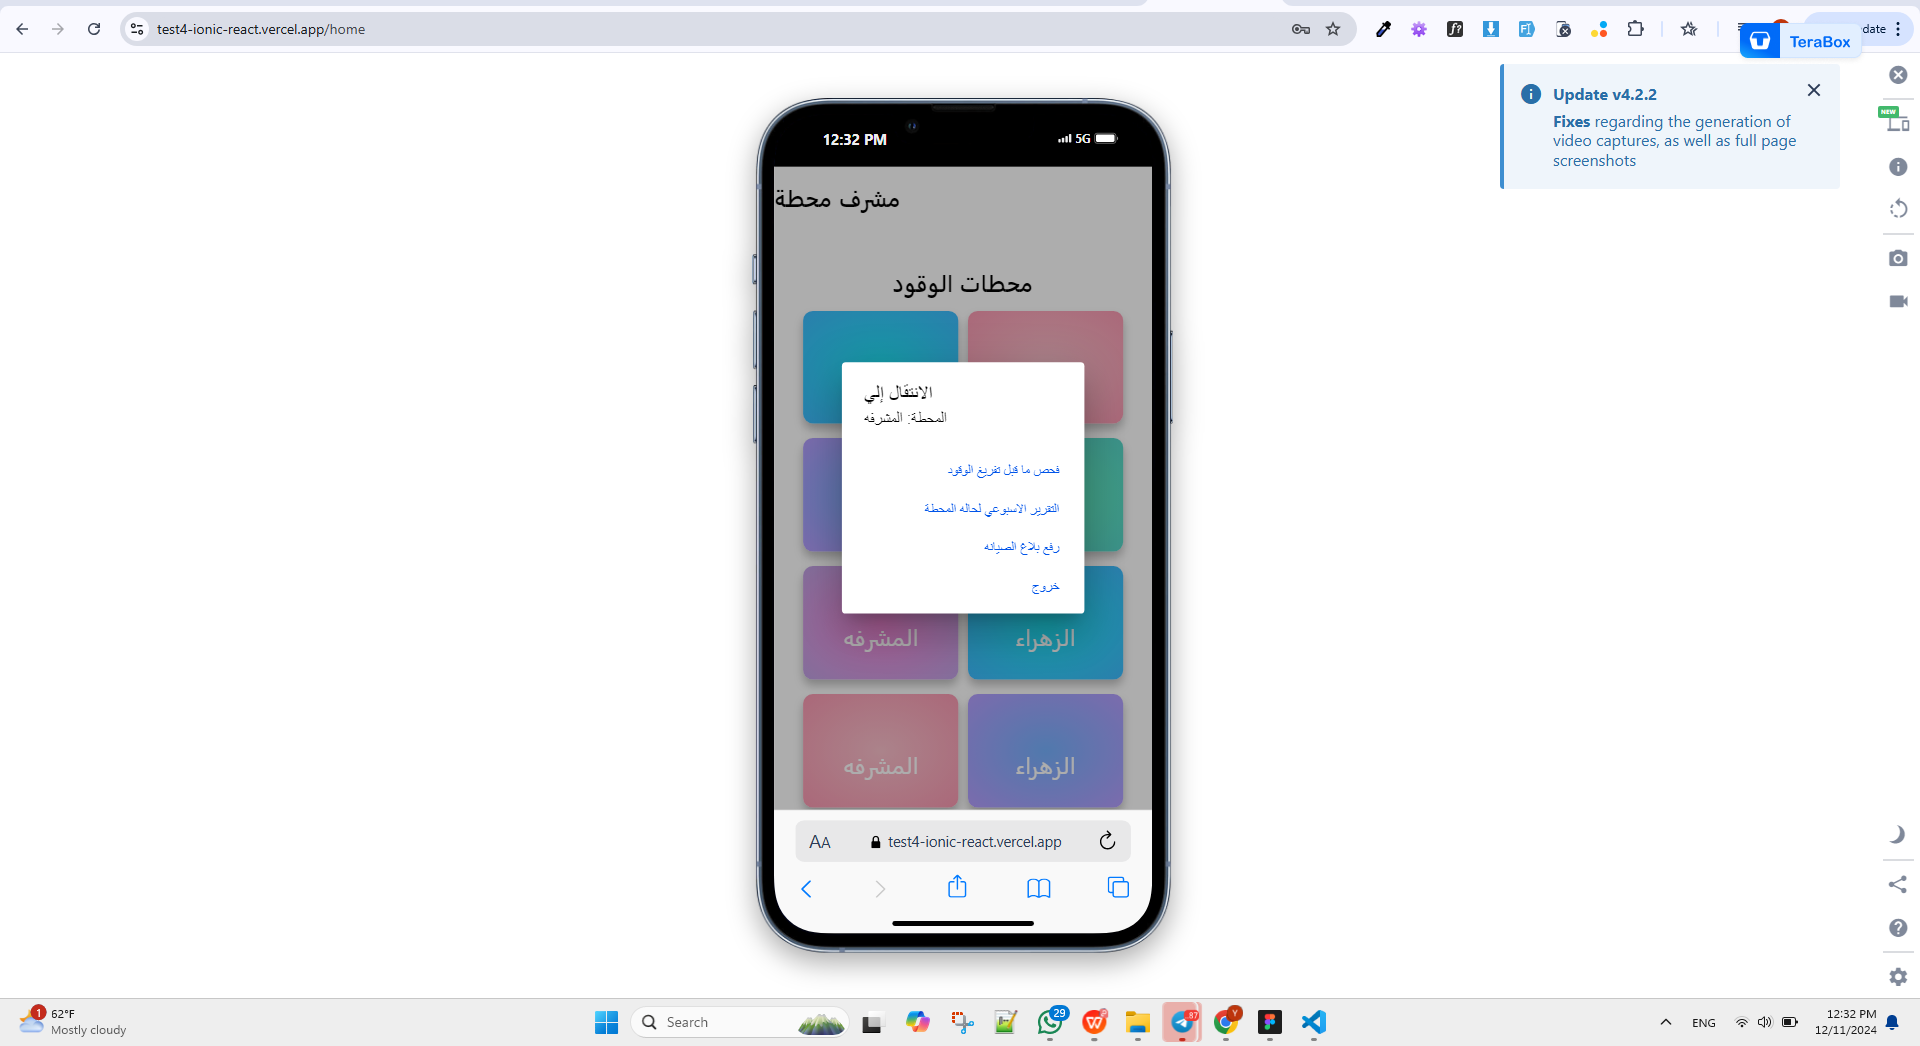 test4-ionic-react.vercel.app/home
date
TeraBox
Update v4.2.2
Fixes regarding the generation of
video captures, as well as full page
screenshots
NEW
12:32 PM
5G
مشرف محطة
محطات الوقود
الانتقال إلي
المحطة: المشرفه
فحص ما قبل تفريغ الوقود
التقرير الاسبوعي لحاله المحطة
رفع بلاغ الصيانه
خروج
المشرفه
الزهراء
المشرفه
الزهراء
AA
test4-ionic-react.vercel.app
1
62°F
Mostly cloudy
Search
29
87
Y
ENG
12:32 PM
12/11/2024